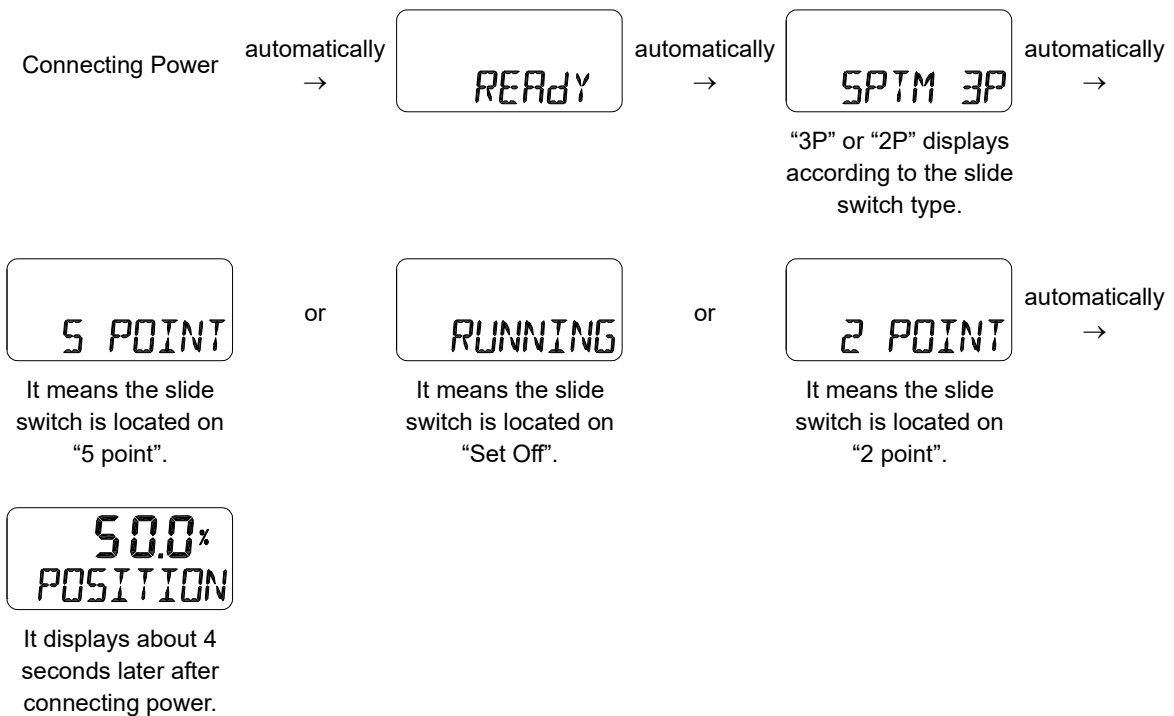 Connecting Power
automatically
→
READY
automatically
→
SPTM 3P
automatically
→
“3P” or “2P” displays
according to the slide
switch type.
5 POINT
or
RUNNING
or
2 POINT
automatically
→
It means the slide
switch is located on
“5 point”.
It means the slide
switch is located on
“Set Off”.
It means the slide
switch is located on
“2 point”.
50.0%
POSITION
It displays about 4
seconds later after
connecting power.